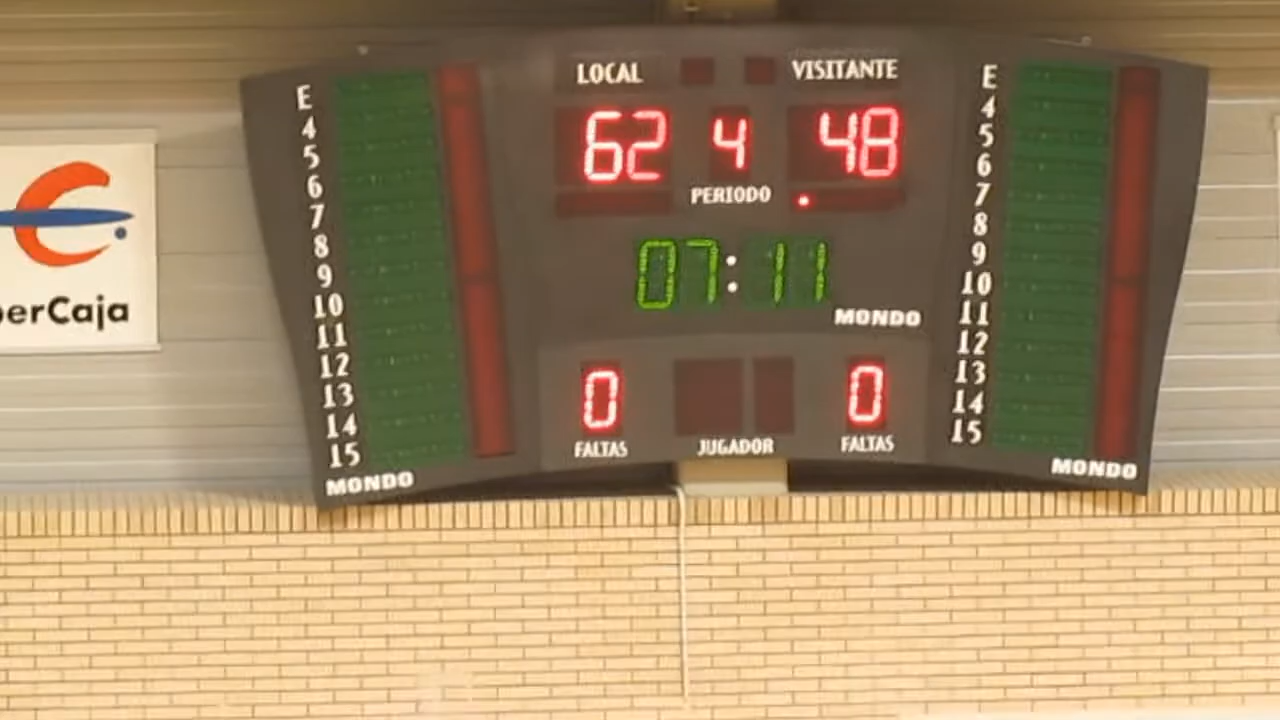 LOCAL
VISITANTE
62
4
48
PERIODO
07:11
MONDO
0
0
FALTAS
JUGADOR
FALTAS
E
4
5
6
7
8
9
10
11
12
13
14
15
MONDO
E
4
5
6
7
8
9
10
11
12
13
14
15
MONDO
erCaja